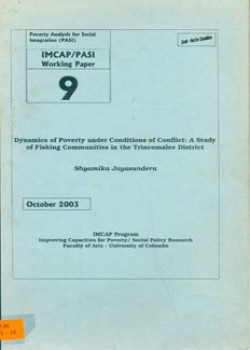 Poverty Analysis for Social
Integration (PASI)
IMCAP/PASI
Working Paper
9
Dynamics of Poverty under Conditions of Conflict: A Study
of Fishing Communities in the Trincomalee District
Shyamika Jayasundera
October 2003
IMCAP Program
Improving Capacities for Poverty/ Social Policy Research
Faculty of Arts - University of Colombo